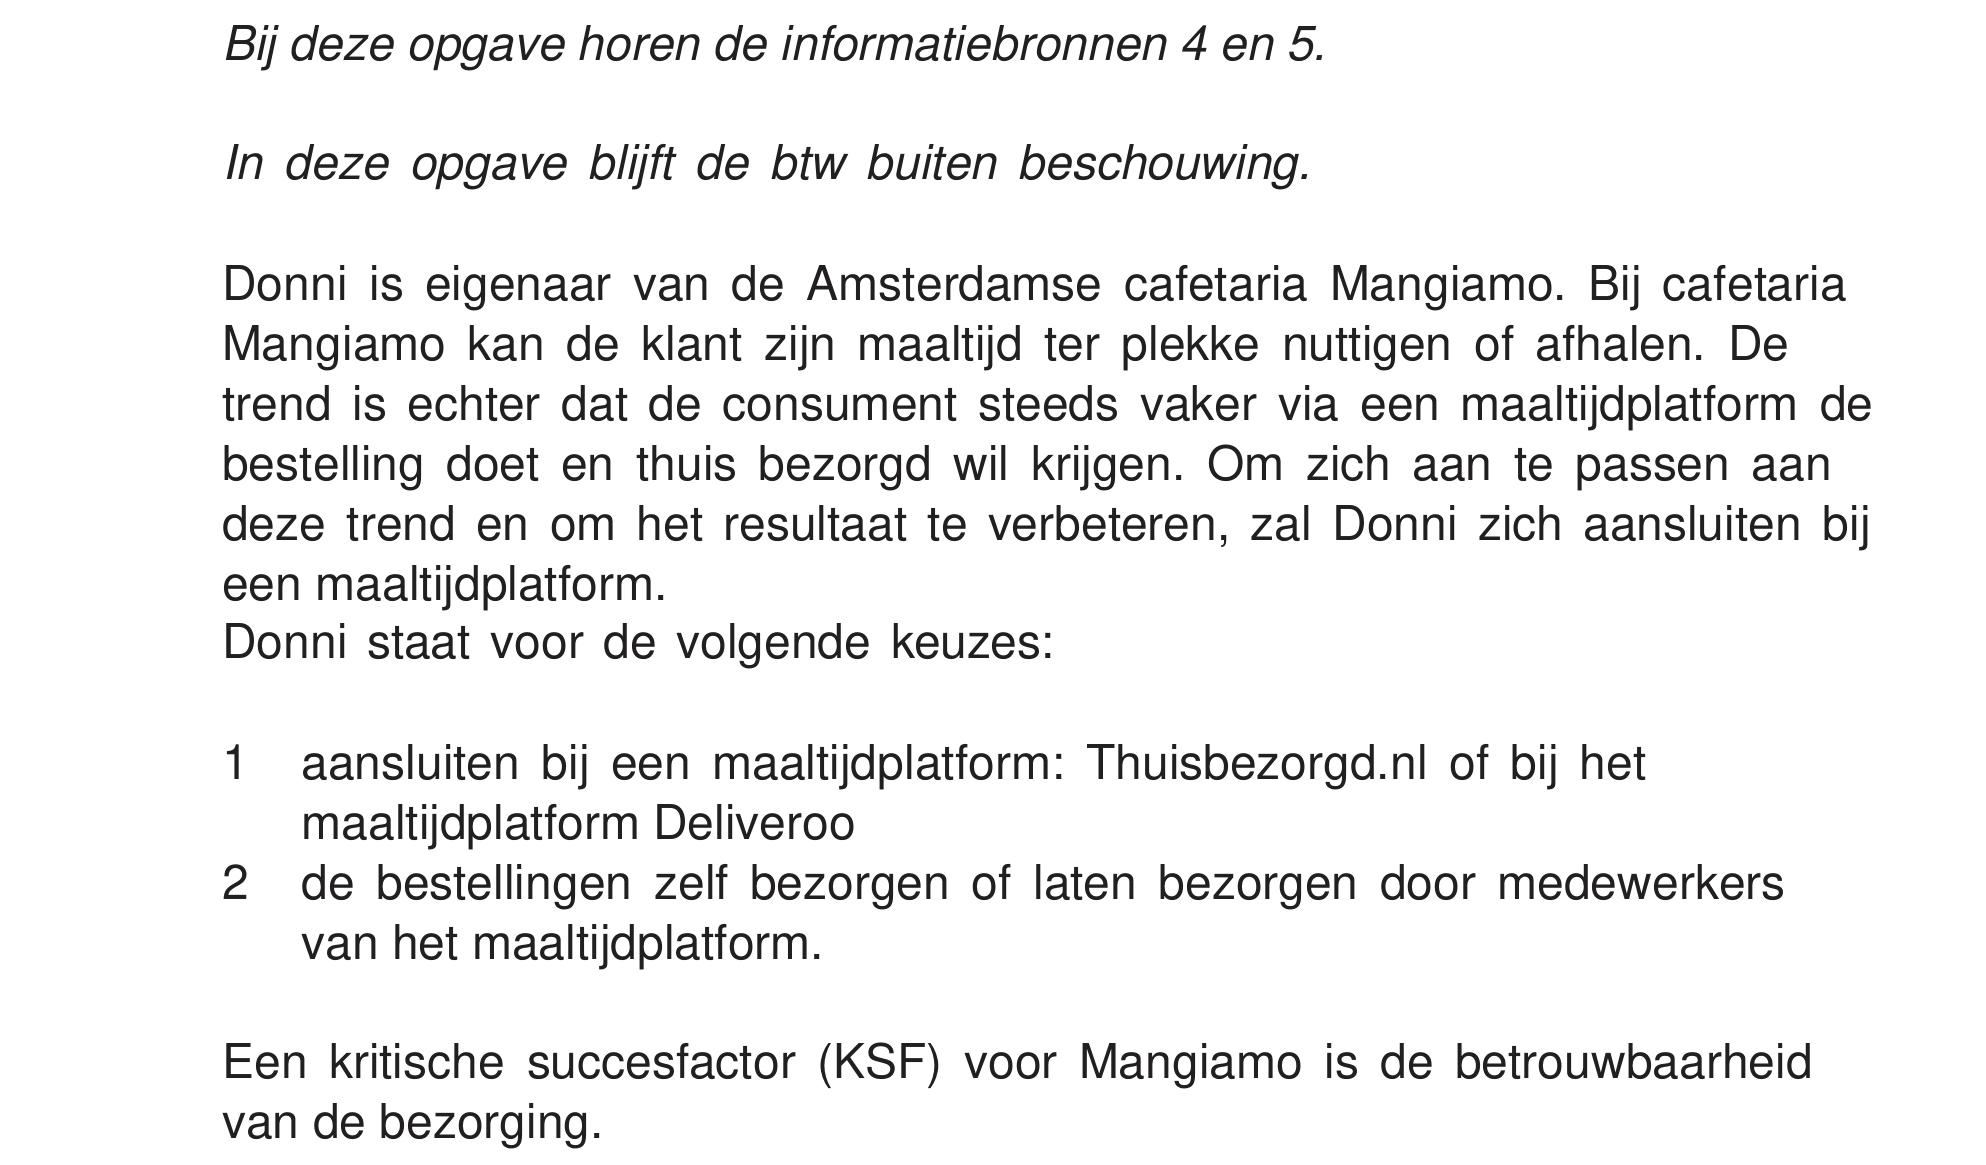 Bij deze opgave horen de informatiebronnen 4 en 5.
In deze opgave blijft de btw buiten beschouwing.
Donni is eigenaar van de Amsterdamse cafetaria Mangiamo. Bij cafetaria
Mangiamo kan de klant zijn maaltijd ter plekke nuttigen of afhalen. De
trend is echter dat de consument steeds vaker via een maaltijdplatform de
bestelling doet en thuis bezorgd wil krijgen. Om zich aan te passen aan
deze trend en om het resultaat te verbeteren, zal Donni zich aansluiten bij
een maaltijdplatform.
Donni staat voor de volgende keuzes:
1 aansluiten bij een maaltijdplatform: Thuisbezorgd.nl of bij het
maaltijdplatform Deliveroo
2 de bestellingen zelf bezorgen of laten bezorgen door medewerkers
van het maaltijdplatform.
Een kritische succesfactor (KSF) voor Mangiamo is de betrouwbaarheid
van de bezorging.